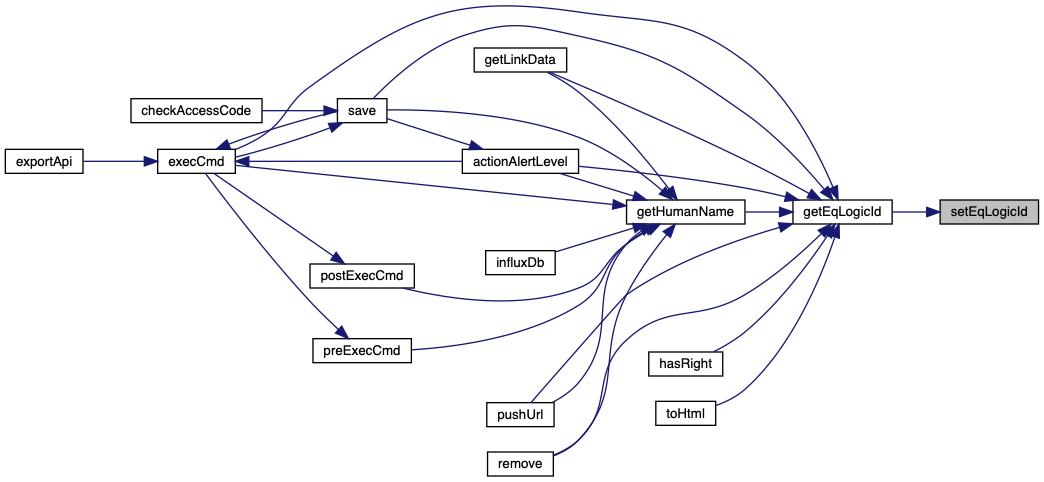 getLinkData
checkAccessCode
save
exportApi
execCmd
actionAlertLevel
getHumanName
getEqLogicId
setEqLogicId
influxDb
postExecCmd
preExecCmd
hasRight
pushUrl
toHtml
remove